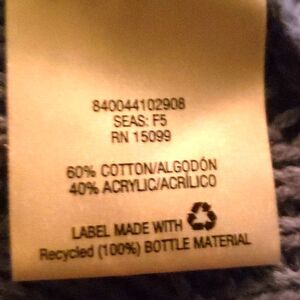 840044102908
SEAS: F5
RN 15099
60% COTTON/ALGODÓN
40% ACRYLIC/ACRÍLICO
LABEL MADE WITH
Recycled (100%) BOTTLE MATERIAL